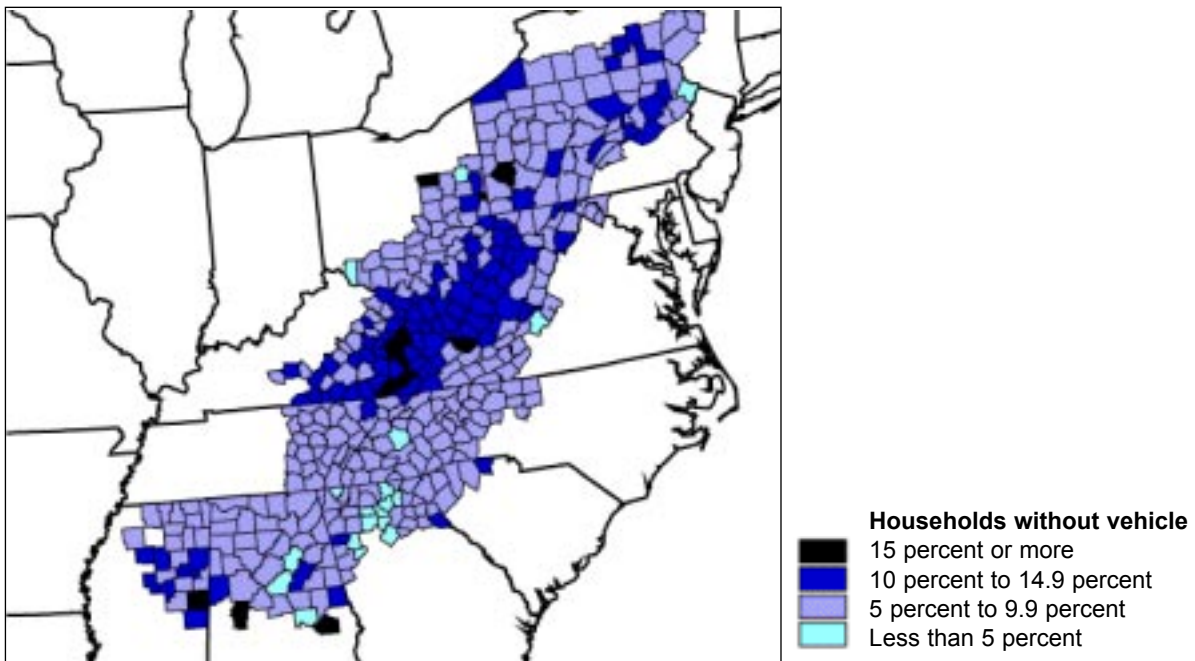 Households without vehicle
15 percent or more
10 percent to 14.9 percent
5 percent to 9.9 percent
Less than 5 percent